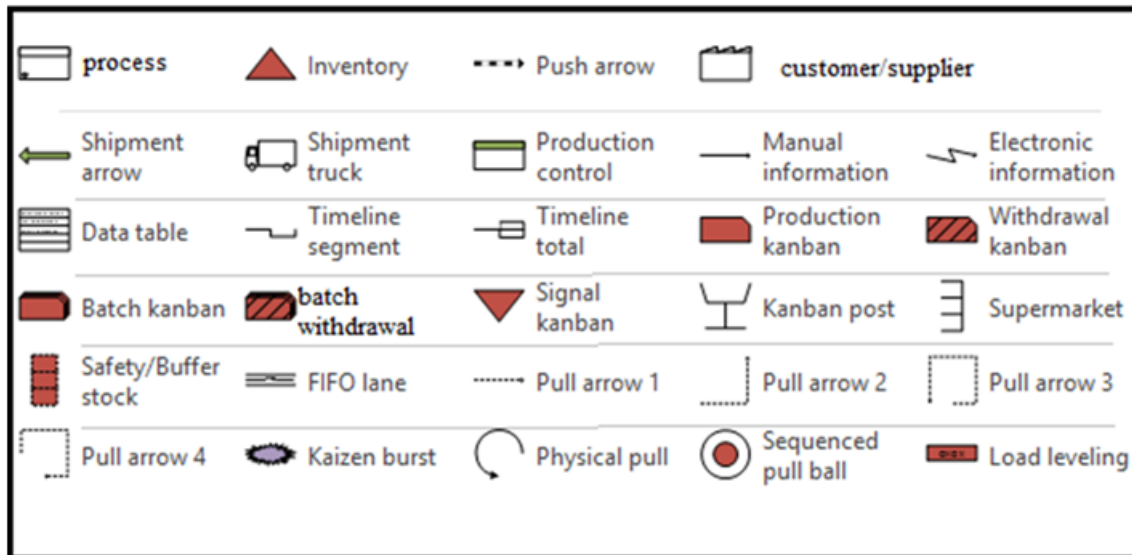 process
Inventory
Push arrow
customer/supplier
Shipment
arrow
Shipment
truck
Production
control
Manual
information
Electronic
information
Data table
Timeline
segment
Timeline
total
Production
kanban
Withdrawal
kanban
Batch kanban
batch
withdrawal
Signal
kanban
Kanban post
Supermarket
Safety/Buffer
stock
FIFO lane
Pull arrow 1
Pull arrow 2
Pull arrow 3
Pull arrow 4
Kaizen burst
Physical pull
Sequenced
pull ball
Load leveling